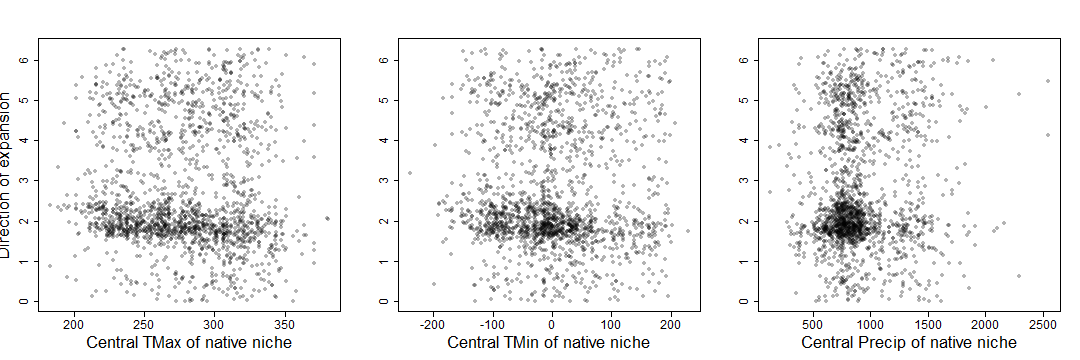 Direction of expansion
0 1 2 3 4 5 6
200 250 300 350
Central TMax of native niche
0 1 2 3 4 5 6
-200 -100 0 100 200
Central TMin of native niche
0 1 2 3 4 5 6
500 1000 1500 2000 2500
Central Precip of native niche